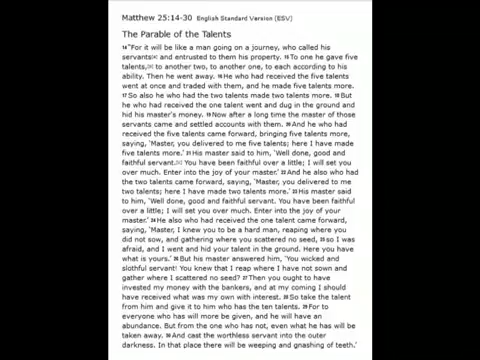 Matthew 25:14-30 English Standard Version (ESV)
The Parable of the Talents
14 "For it will be like a man going on a journey, who called his
servants[a] and entrusted to them his property. 15 To one he gave five
talents,[b] to another two, to another one, to each according to his
ability. Then he went away. 16 He who had received the five talents
went at once and traded with them, and he made five talents more.
17 So also he who had the two talents made two talents more. 18 But
he who had received the one talent went and dug in the ground and
hid his master's money. 19 Now after a long time the master of those
servants came and settled accounts with them. 20 And he who had
received the five talents came forward, bringing five talents more,
saying, 'Master, you delivered to me five talents; here I have made
five talents more.' 21 His master said to him, 'Well done, good and
faithful servant.[c] You have been faithful over a little; I will set you
over much. Enter into the joy of your master.' 22 And he also who had
the two talents came forward, saying, 'Master, you delivered to me
two talents; here I have made two talents more.' 23 His master said
to him, 'Well done, good and faithful servant. You have been faithful
over a little; I will set you over much. Enter into the joy of your
master.' 24 He also who had received the one talent came forward,
saying, 'Master, I knew you to be a hard man, reaping where you
did not sow, and gathering where you scattered no seed, 25 so I was
afraid, and I went and hid your talent in the ground. Here you have
what is yours.' 26 But his master answered him, 'You wicked and
slothful servant! You knew that I reap where I have not sown and
gather where I scattered no seed? 27 Then you ought to have
invested my money with the bankers, and at my coming I should
have received what was my own with interest. 28 So take the talent
from him and give it to him who has the ten talents. 29 For to
everyone who has will more be given, and he will have an
abundance. But from the one who has not, even what he has will be
taken away. 30 And cast the worthless servant into the outer
darkness. In that place there will be weeping and gnashing of teeth.'